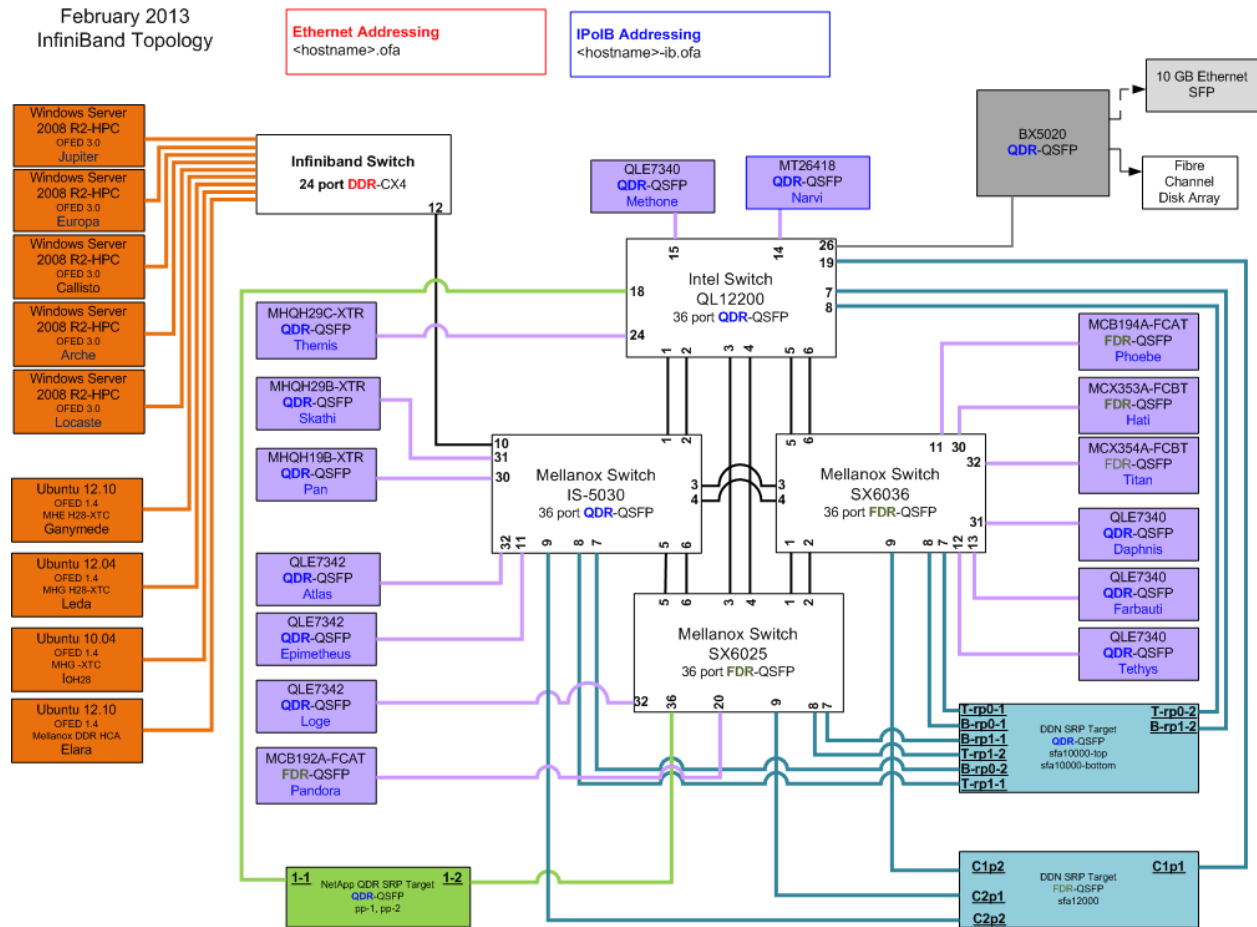 February 2013
InfiniBand Topology
Ethernet Addressing
<hostname>.ofa
IPoIB Addressing
<hostname>-ib.ofa
10 GB Ethernet
SFP
BX5020
QDR-QSFP
Fibre
Channel
Disk Array
Windows Server
2008 R2-HPC
OFED 3.0
Jupiter
Windows Server
2008 R2-HPC
OFED 3.0
Europa
Windows Server
2008 R2-HPC
OFED 3.0
Callisto
Windows Server
2008 R2-HPC
OFED 3.0
Arche
Windows Server
2008 R2-HPC
OFED 3.0
Locaste
Ubuntu 12.10
OFED 1.4
MHE H28-XTC
Ganymede
Ubuntu 12.04
OFED 1.4
MHG H28-XTC
Leda
Ubuntu 10.04
OFED 1.4
MHG -XTC
IoH28
Ubuntu 12.10
OFED 1.4
Mellanox DDR HCA
Elara
Infiniband Switch
24 port DDR-CX4
12
QLE7340
QDR-QSFP
Methone
MT26418
QDR-QSFP
Narvi
15
14
26
19
18
7
8
24
Intel Switch
QL12200
36 port QDR-QSFP
1
2
3
4
5
6
MHQH29C-XTR
QDR-QSFP
Themis
MHQH29B-XTR
QDR-QSFP
Skathi
MHQH19B-XTR
QDR-QSFP
Pan
QLE7342
QDR-QSFP
Atlas
QLE7342
QDR-QSFP
Epimetheus
QLE7342
QDR-QSFP
Loge
MCB192A-FCAT
FDR-QSFP
Pandora
1
2
10
31
30
3
4
Mellanox Switch
IS-5030
36 port QDR-QSFP
32
11
9
8
7
5
6
5
6
11
30
32
3
4
31
Mellanox Switch
SX6036
36 port FDR-QSFP
1
2
9
8
7
12
13
5
6
3
4
1
2
Mellanox Switch
SX6025
36 port FDR-QSFP
32
36
20
9
8
7
MCB194A-FCAT
FDR-QSFP
Phoebe
MCX353A-FCBT
FDR-QSFP
Hati
MCX354A-FCBT
FDR-QSFP
Titan
QLE7340
QDR-QSFP
Daphnis
QLE7340
QDR-QSFP
Farbauti
QLE7340
QDR-QSFP
Tethys
T-rp0-1
B-rp0-1
B-rp1-1
T-rp1-2
B-rp0-2
T-rp1-1
DDN SRP Target
QDR-QSFP
sfa10000-top
sfa10000-bottom
T-rp0-2
B-rp1-2
1-1
NetApp QDR SRP Target
QDR-QSFP
pp-1, pp-2
1-2
C1p2
C2p1
C2p2
DDN SRP Target
FDR-QSFP
sfa12000
C1p1